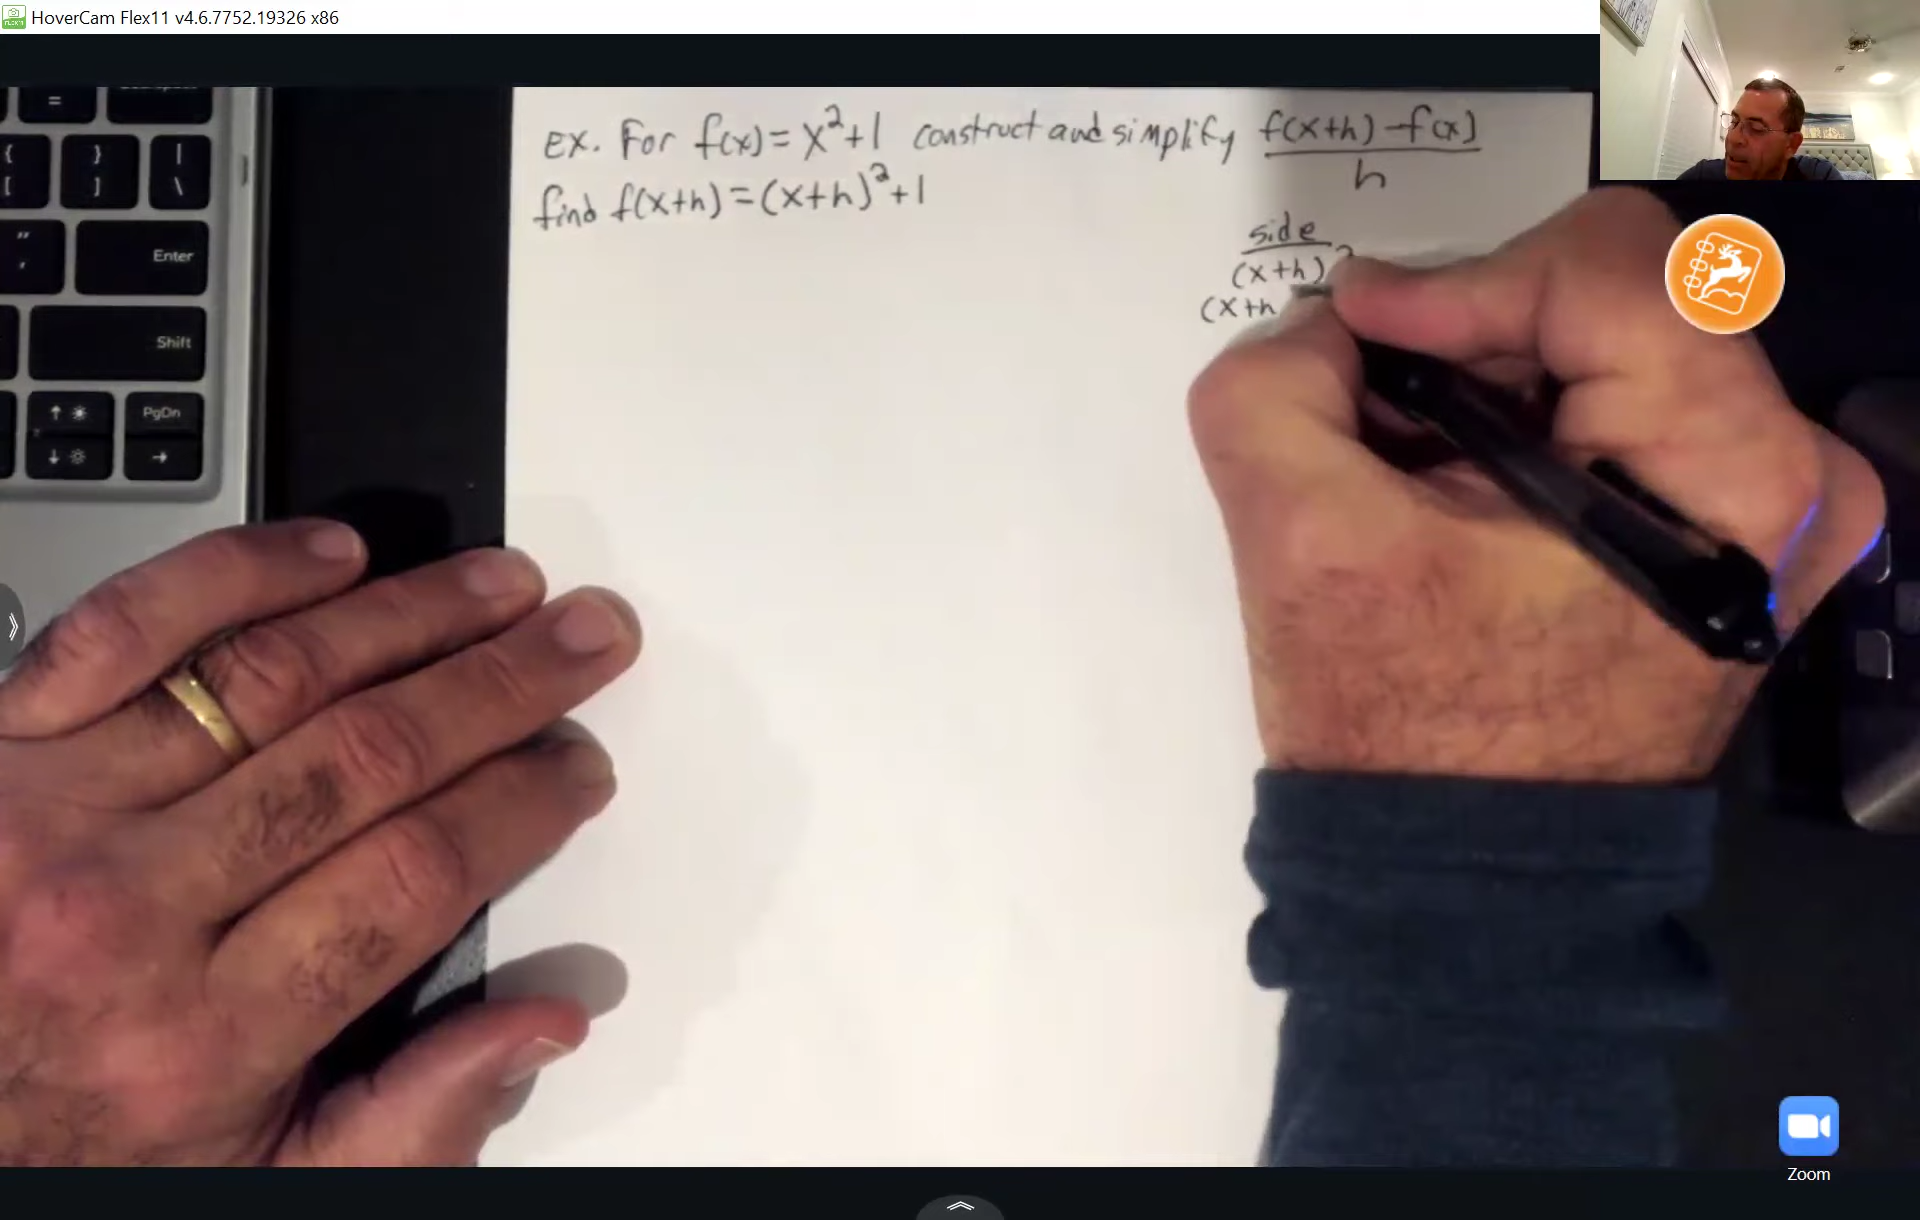 HoverCam Flex11 v4.6.7752.19326 x86
=
{
[
}
]
|
\
"
,
Enter
Shift
PgDn
EX. For f(x) = x²+1 construct and simplify f(x+h) - f(x)
h
find f(x+h) = (x+h)²+1
side
(x+h)²
(x+h
Zoom